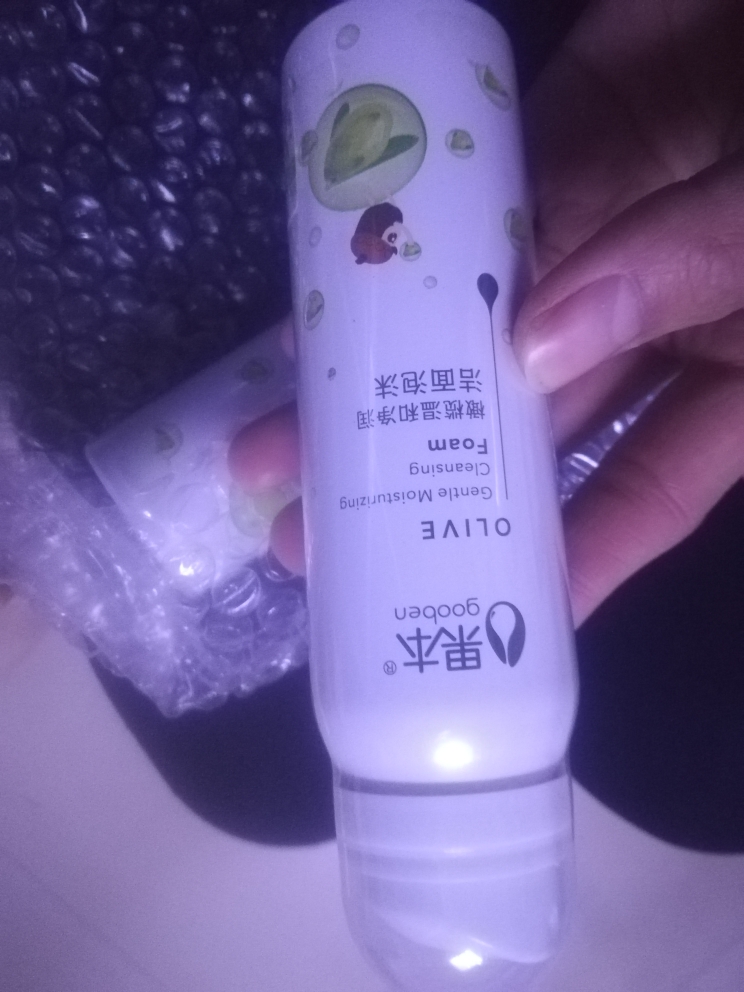 果本®
gooben
OLIVE
Gentle Moisturizing
Cleansing
Foam
橄榄温和净润
洁面泡沫